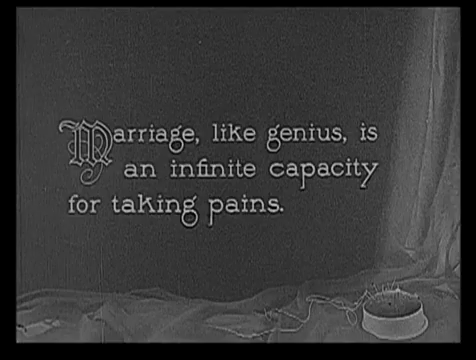 Marriage, like genius, is
an infinite capacity
for taking pains.